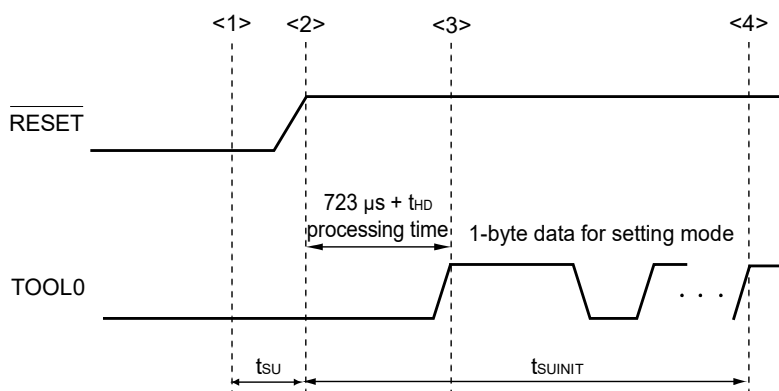 <1> <2> <3> <4>
RESET
723 µs + tHD
processing time
1-byte data for setting mode
TOOL0
. . .
tSU tSUINIT